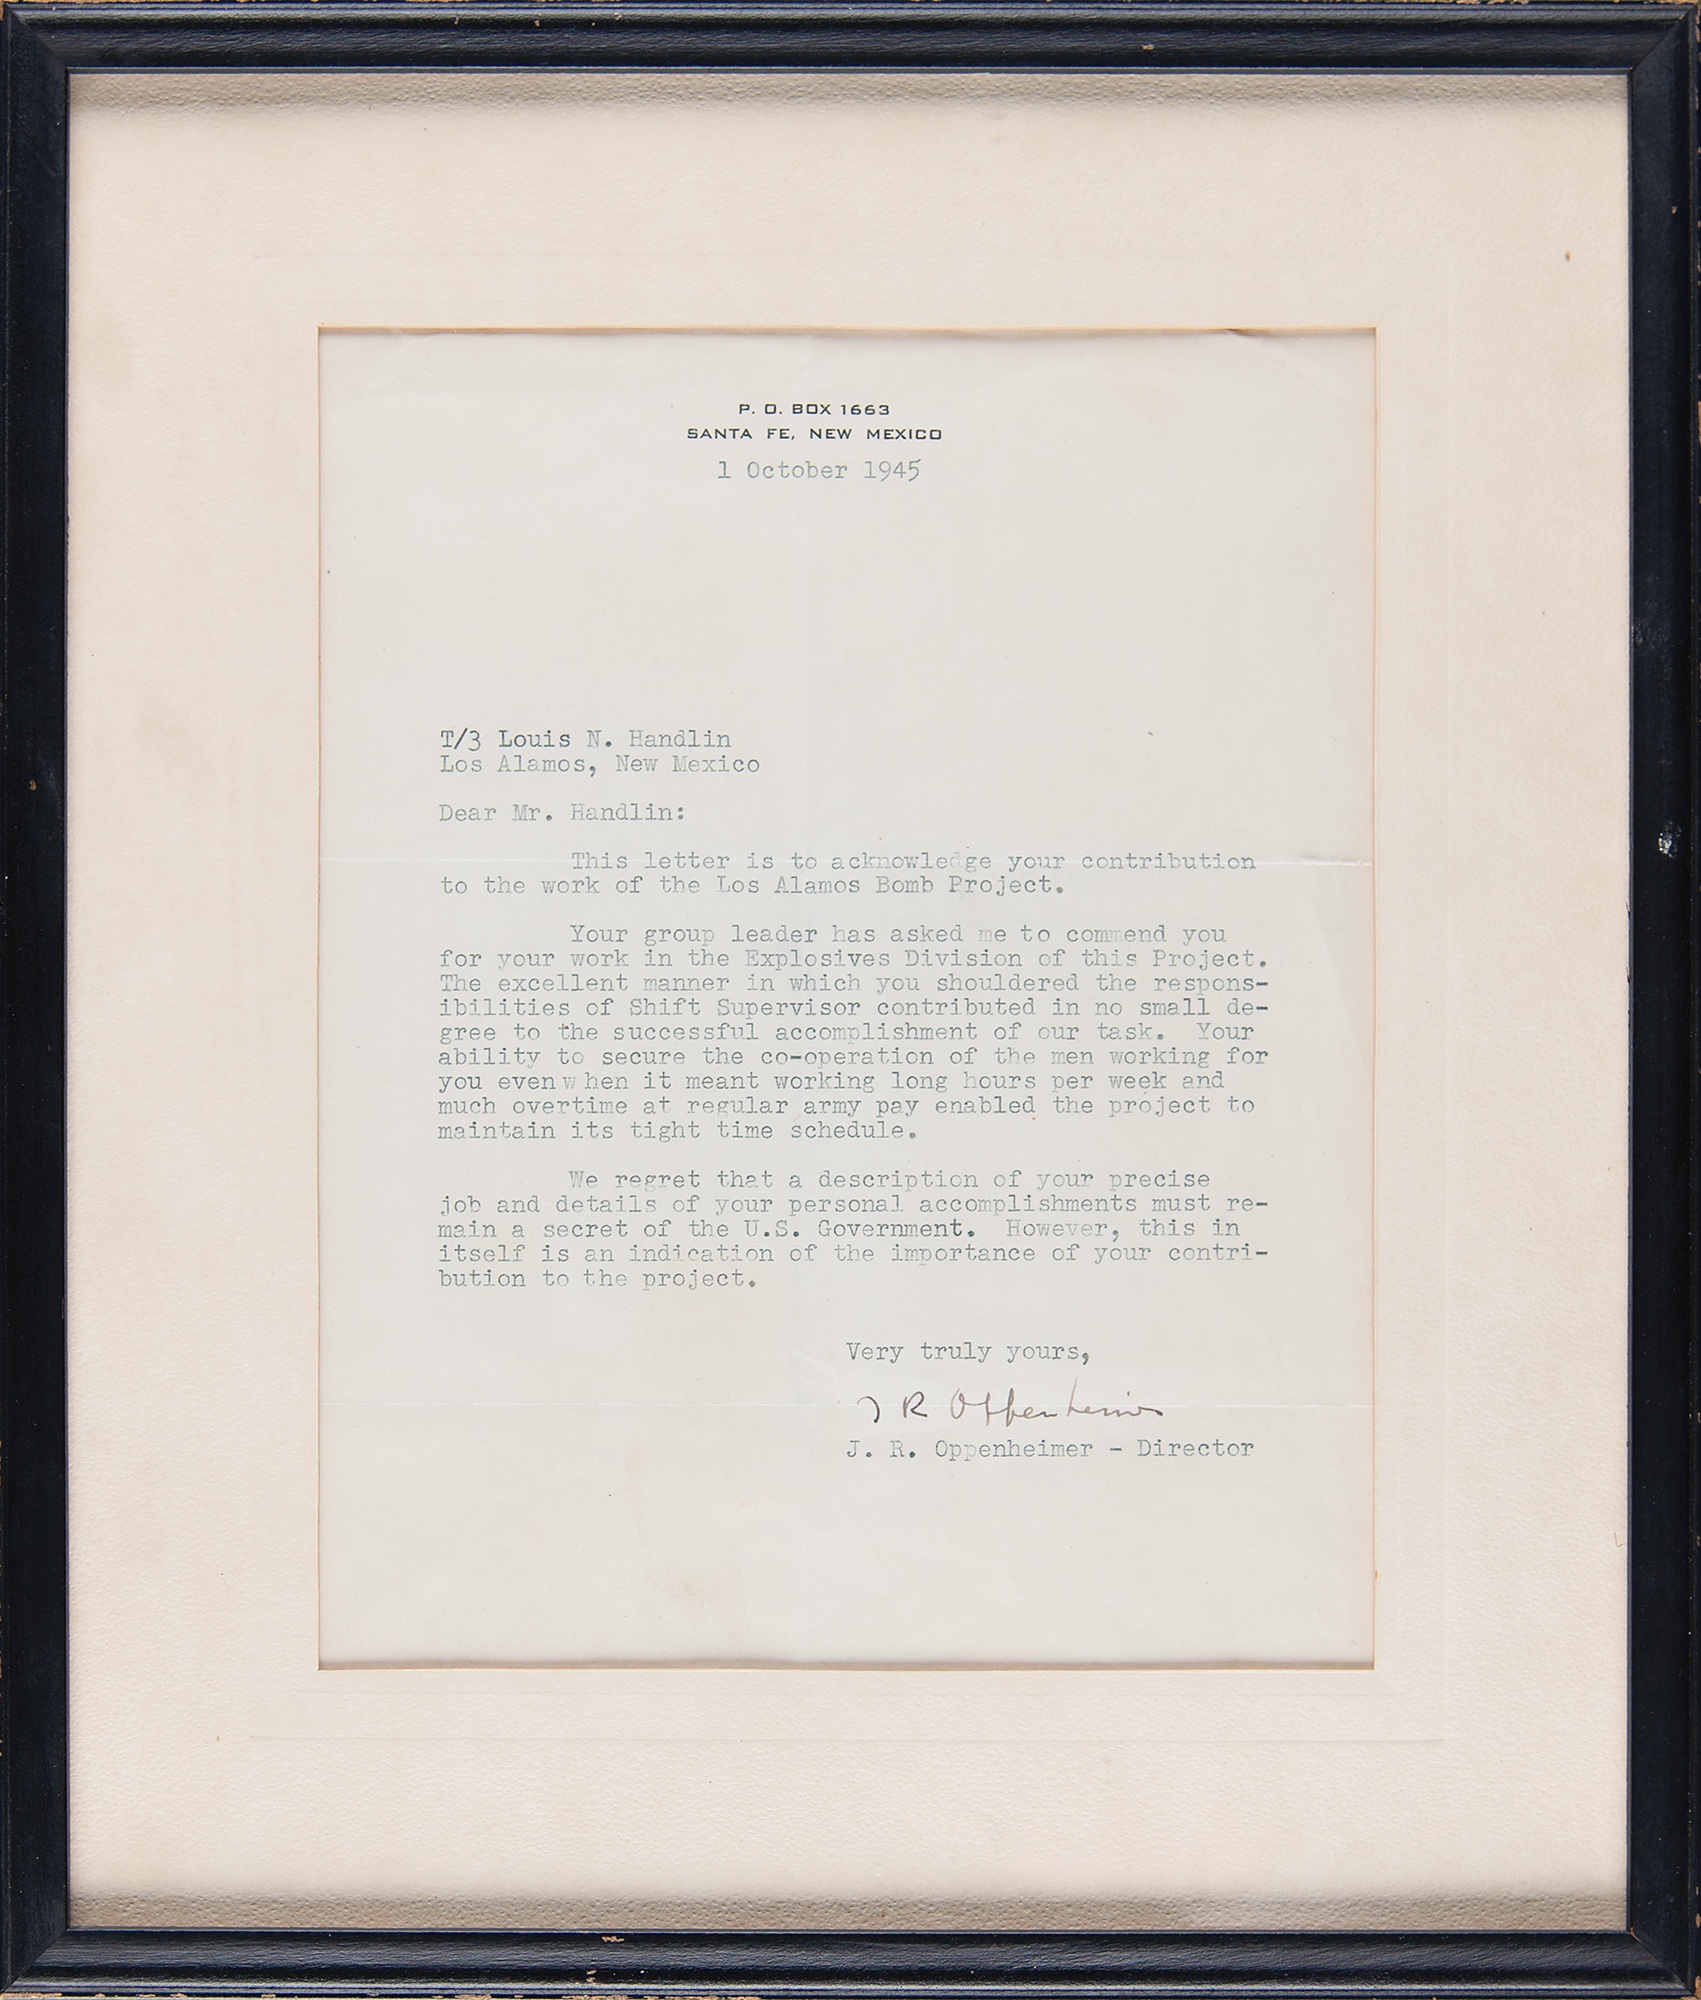 P. O. BOX 1663
SANTA FE, NEW MEXICO
1 October 1945
T/3 Louis N. Handlin
Los Alamos, New Mexico
Dear Mr. Handlin:
This letter is to acknowledge your contribution
to the work of the Los Alamos Bomb Project.
Your group leader has asked me to commend you
for your work in the Explosives Division of this Project.
The excellent manner in which you shouldered the respons-
ibilities of Shift Supervisor contributed in no small de-
gree to the successful accomplishment of our task. Your
ability to secure the co-operation of the men working for
you even when it meant working long hours per week and
much overtime at regular army pay enabled the project to
maintain its tight time schedule.
We regret that a description of your precise
job and details of your personal accomplishments must re-
main a secret of the U.S. Government. However, this in
itself is an indication of the importance of your contri-
bution to the project.
Very truly yours,
J R Oppenheimer
J. R. Oppenheimer - Director